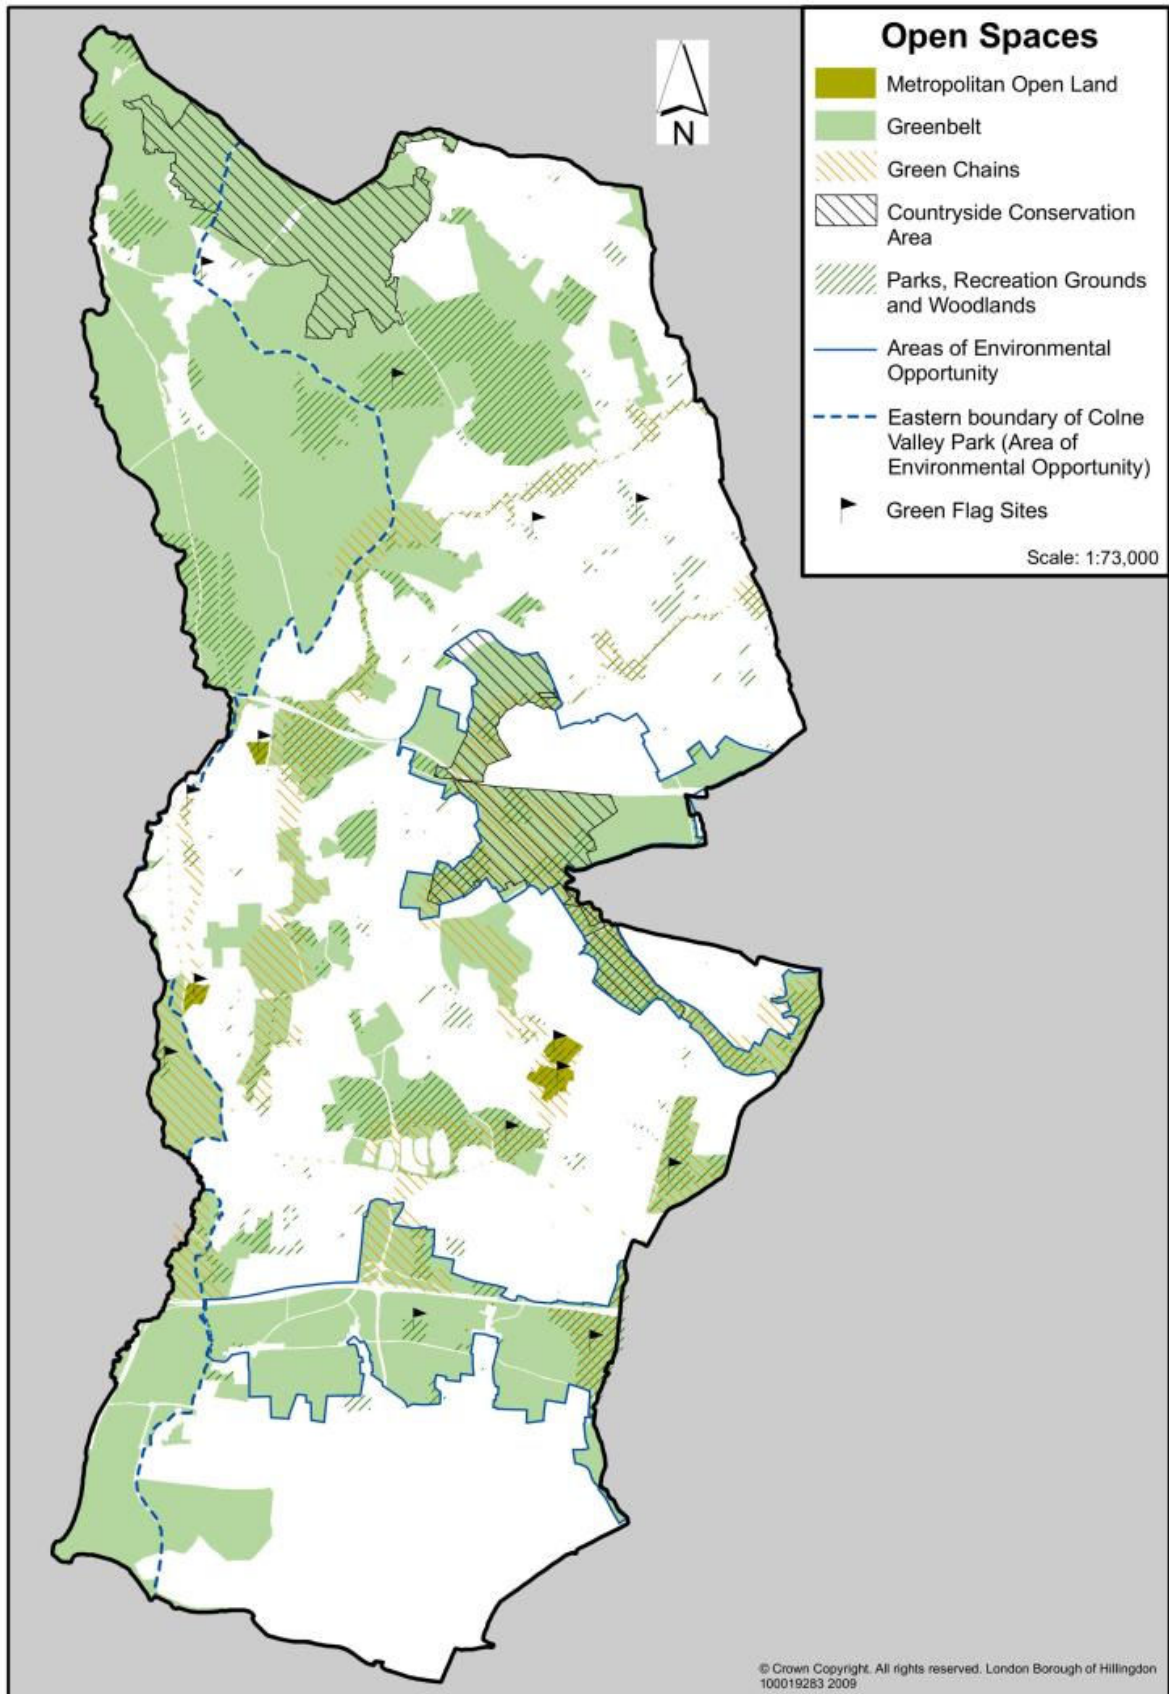 Open Spaces
Metropolitan Open Land
Greenbelt
Green Chains
Countryside Conservation
Area
Parks, Recreation Grounds
and Woodlands
Areas of Environmental
Opportunity
Eastern boundary of Colne
Valley Park (Area of
Environmental Opportunity)
Green Flag Sites
Scale: 1:73,000
N
© Crown Copyright. All rights reserved. London Borough of Hillingdon
100019283 2009